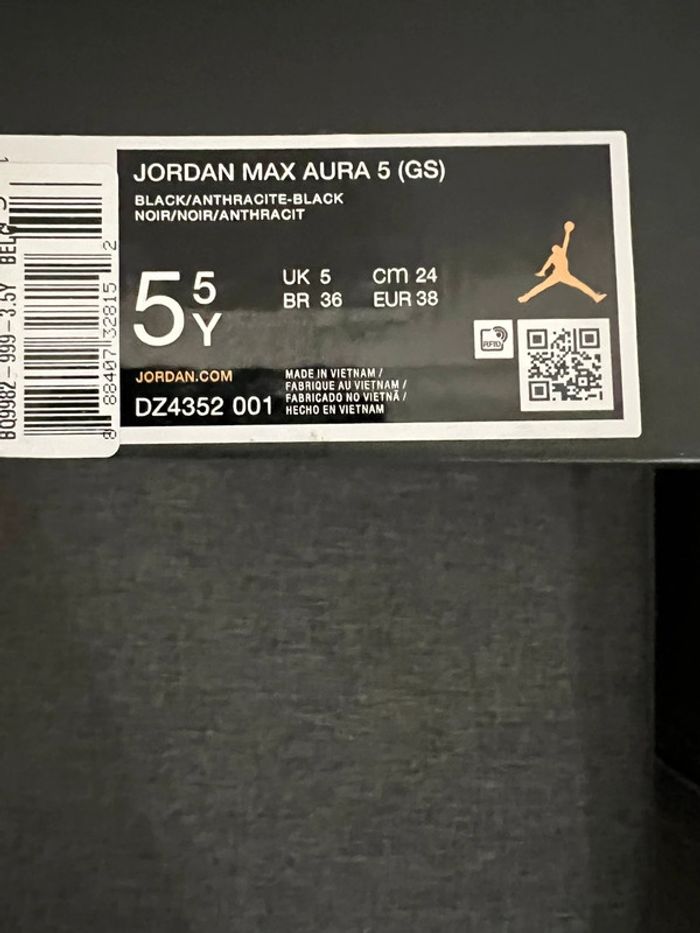 JORDAN MAX AURA 5 (GS)
BLACK/ANTHRACITE-BLACK
NOIR/NOIR/ANTHRACIT
5 5Y
UK 5 CM 24
BR 36 EUR 38
RFID
JORDAN.COM
DZ4352 001
MADE IN VIETNAM /
FABRIQUE AU VIETNAM /
FABRICADO NO VIETNÃ /
HECHO EN VIETNAM
8 88407 32815 2
BQ9982-999-3.5Y